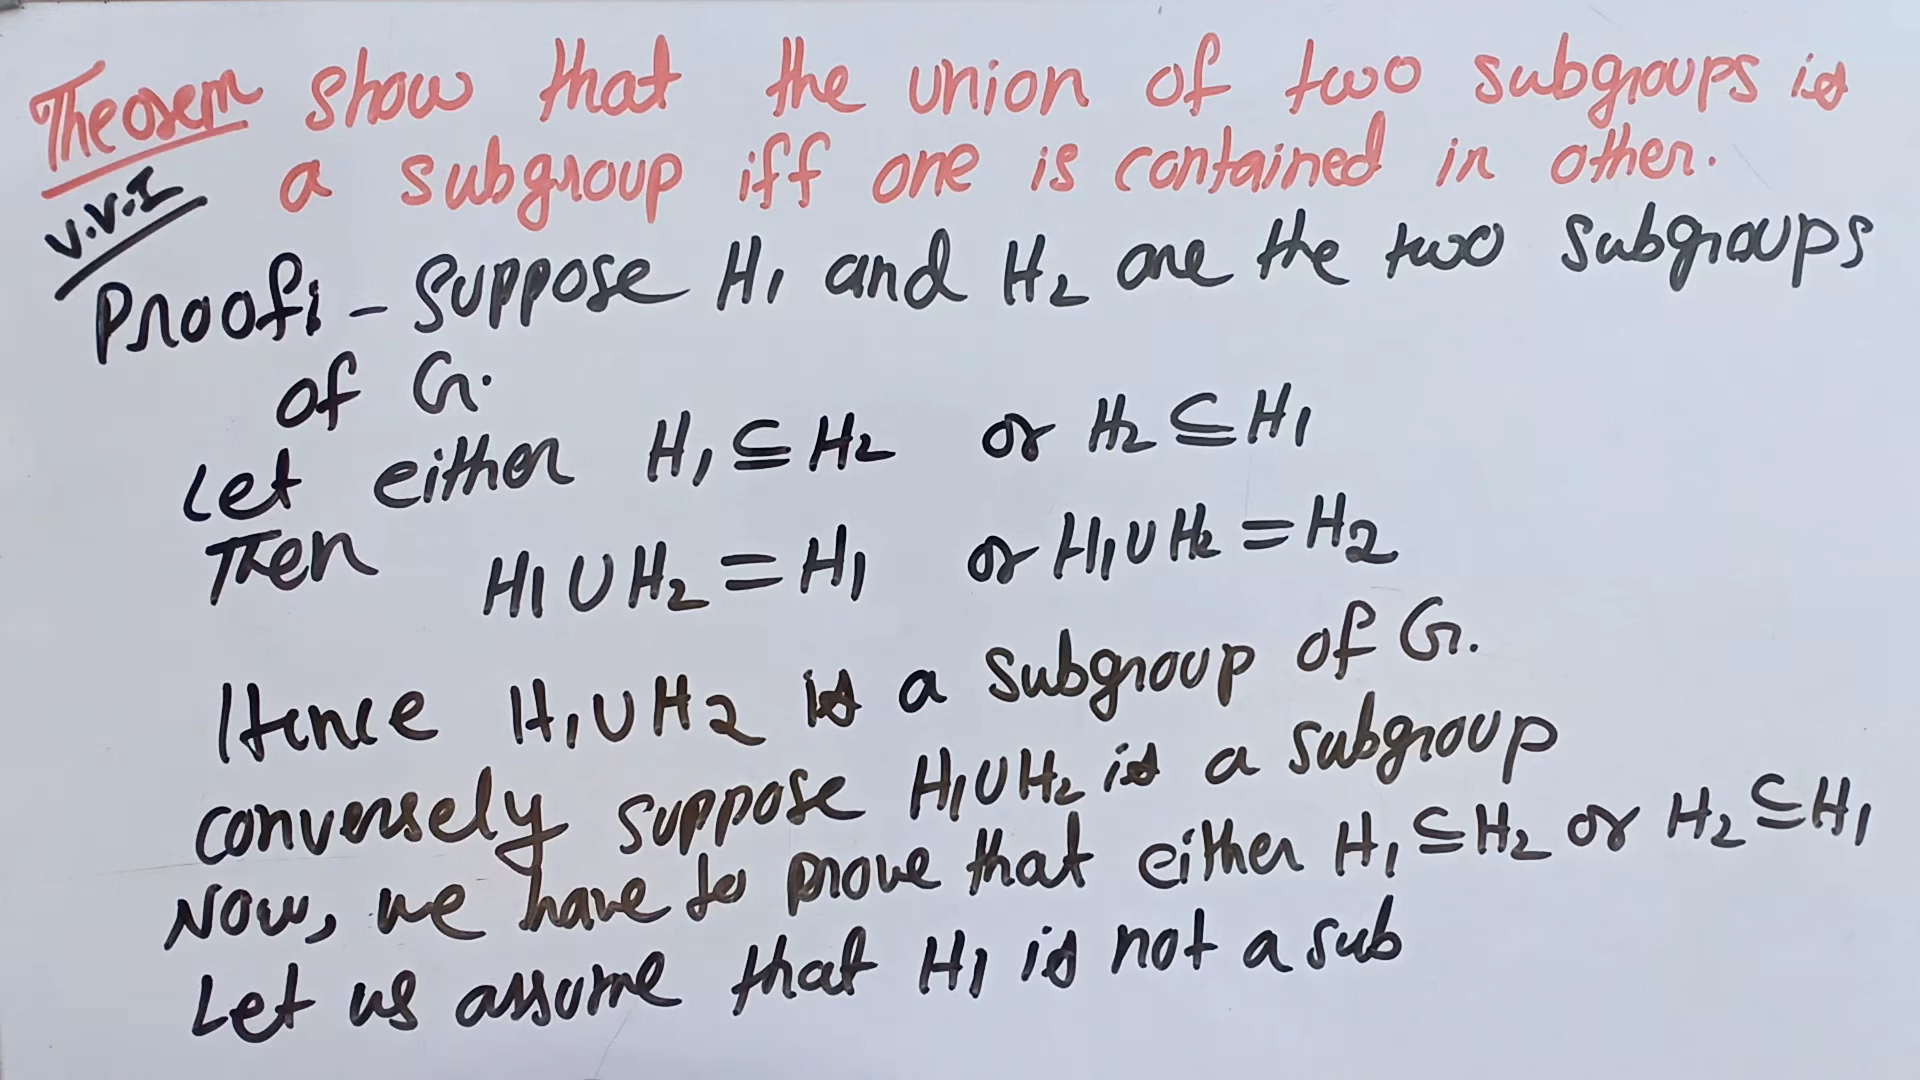 Theorem show that the union of two subgroups is
a subgroup iff one is contained in other.
V.V.I
Proof:- Suppose H₁ and H₂ are the two subgroups
of G.
Let either H₁ ⊆ H₂ or H₂ ⊆ H₁
Then H₁ ∪ H₂ = H₁ or H₁ ∪ H₂ = H₂
Hence H₁ ∪ H₂ is a subgroup of G.
conversely suppose H₁ ∪ H₂ is a subgroup
Now, we have to prove that either H₁ ⊆ H₂ or H₂ ⊆ H₁
Let us assume that H₁ is not a sub